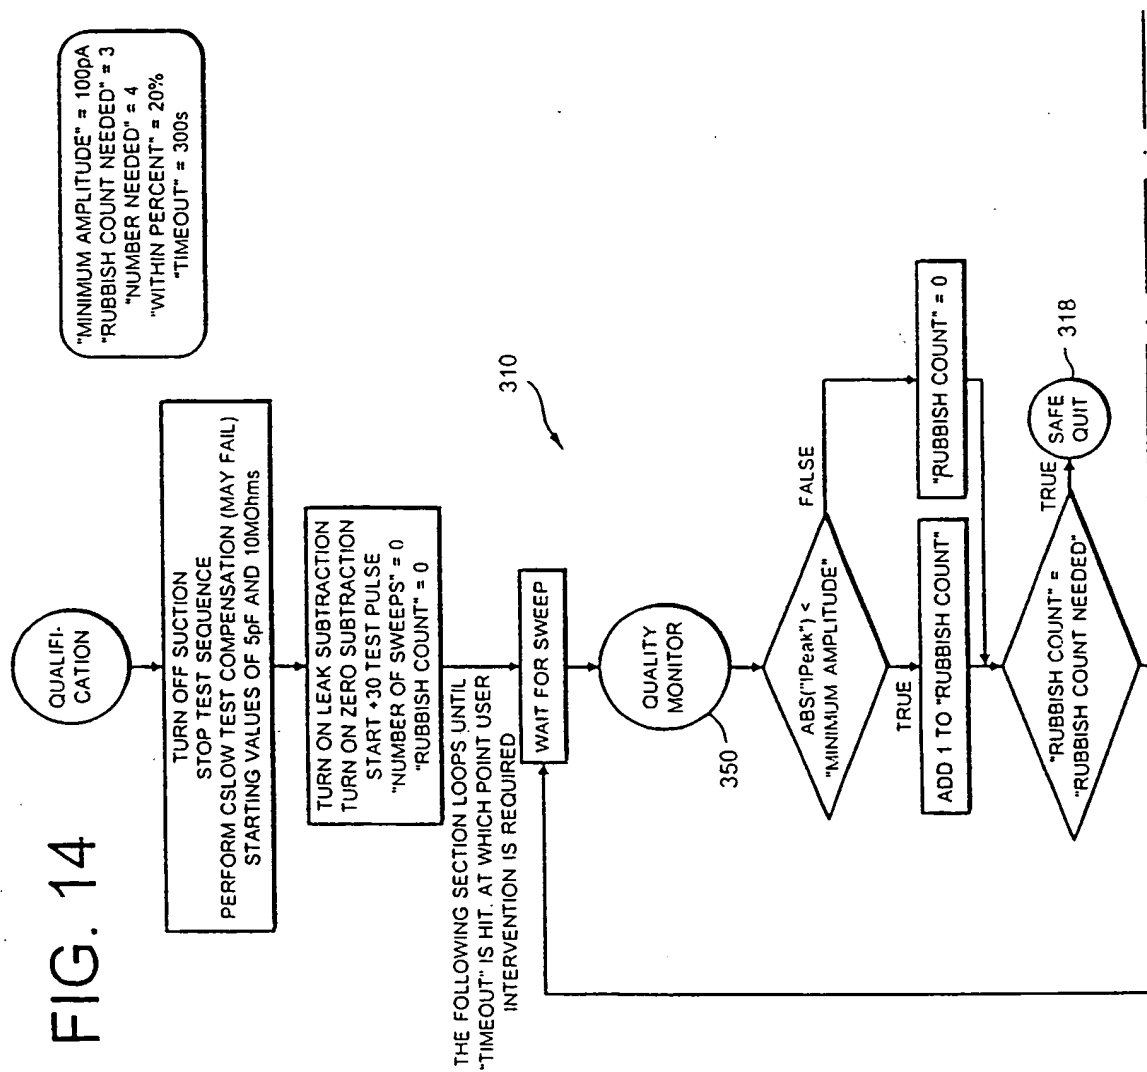 FIG. 14
"MINIMUM AMPLITUDE" = 100pA
"RUBBISH COUNT NEEDED" = 3
"NUMBER NEEDED" = 4
"WITHIN PERCENT" = 20%
"TIMEOUT" = 300s
QUALIFI-
CATION
TURN OFF SUCTION
STOP TEST SEQUENCE
PERFORM CSLOW TEST COMPENSATION (MAY FAIL)
STARTING VALUES OF 5pF AND 10MOhms
TURN ON LEAK SUBTRACTION
TURN ON ZERO SUBTRACTION
START +30 TEST PULSE
"NUMBER OF SWEEPS" = 0
"RUBBISH COUNT" = 0
THE FOLLOWING SECTION LOOPS UNTIL
"TIMEOUT" IS HIT. AT WHICH POINT USER
INTERVENTION IS REQUIRED
310
WAIT FOR SWEEP
QUALITY
MONITOR
350
ABS("IPeak") <
"MINIMUM AMPLITUDE"
FALSE
TRUE
ADD 1 TO "RUBBISH COUNT"
"RUBBISH COUNT" = 0
"RUBBISH COUNT" =
"RUBBISH COUNT NEEDED"
TRUE
SAFE
QUIT
318